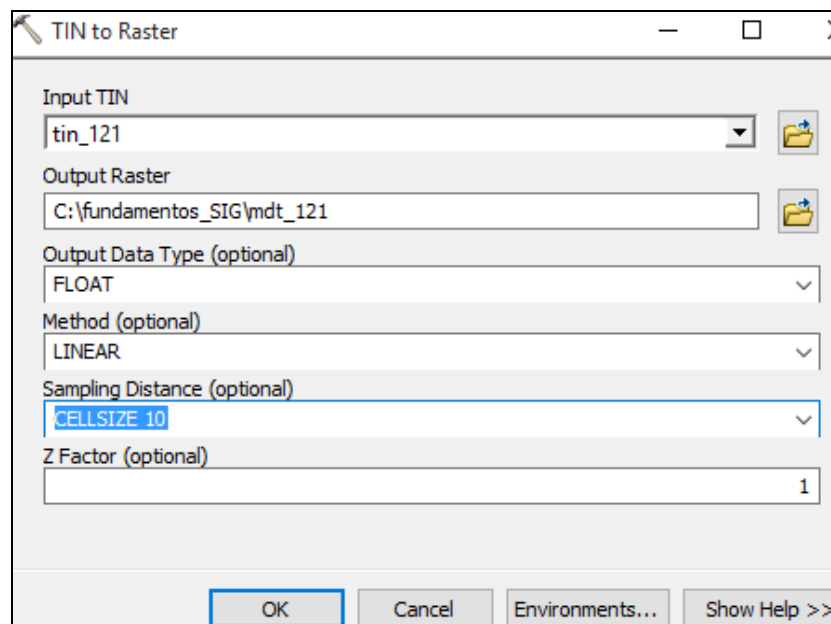 TIN to Raster
Input TIN
tin_121
Output Raster
C:\fundamentos_SIG\mdt_121
Output Data Type (optional)
FLOAT
Method (optional)
LINEAR
Sampling Distance (optional)
CELLSIZE 10
Z Factor (optional)
1
OK Cancel Environments... Show Help >>